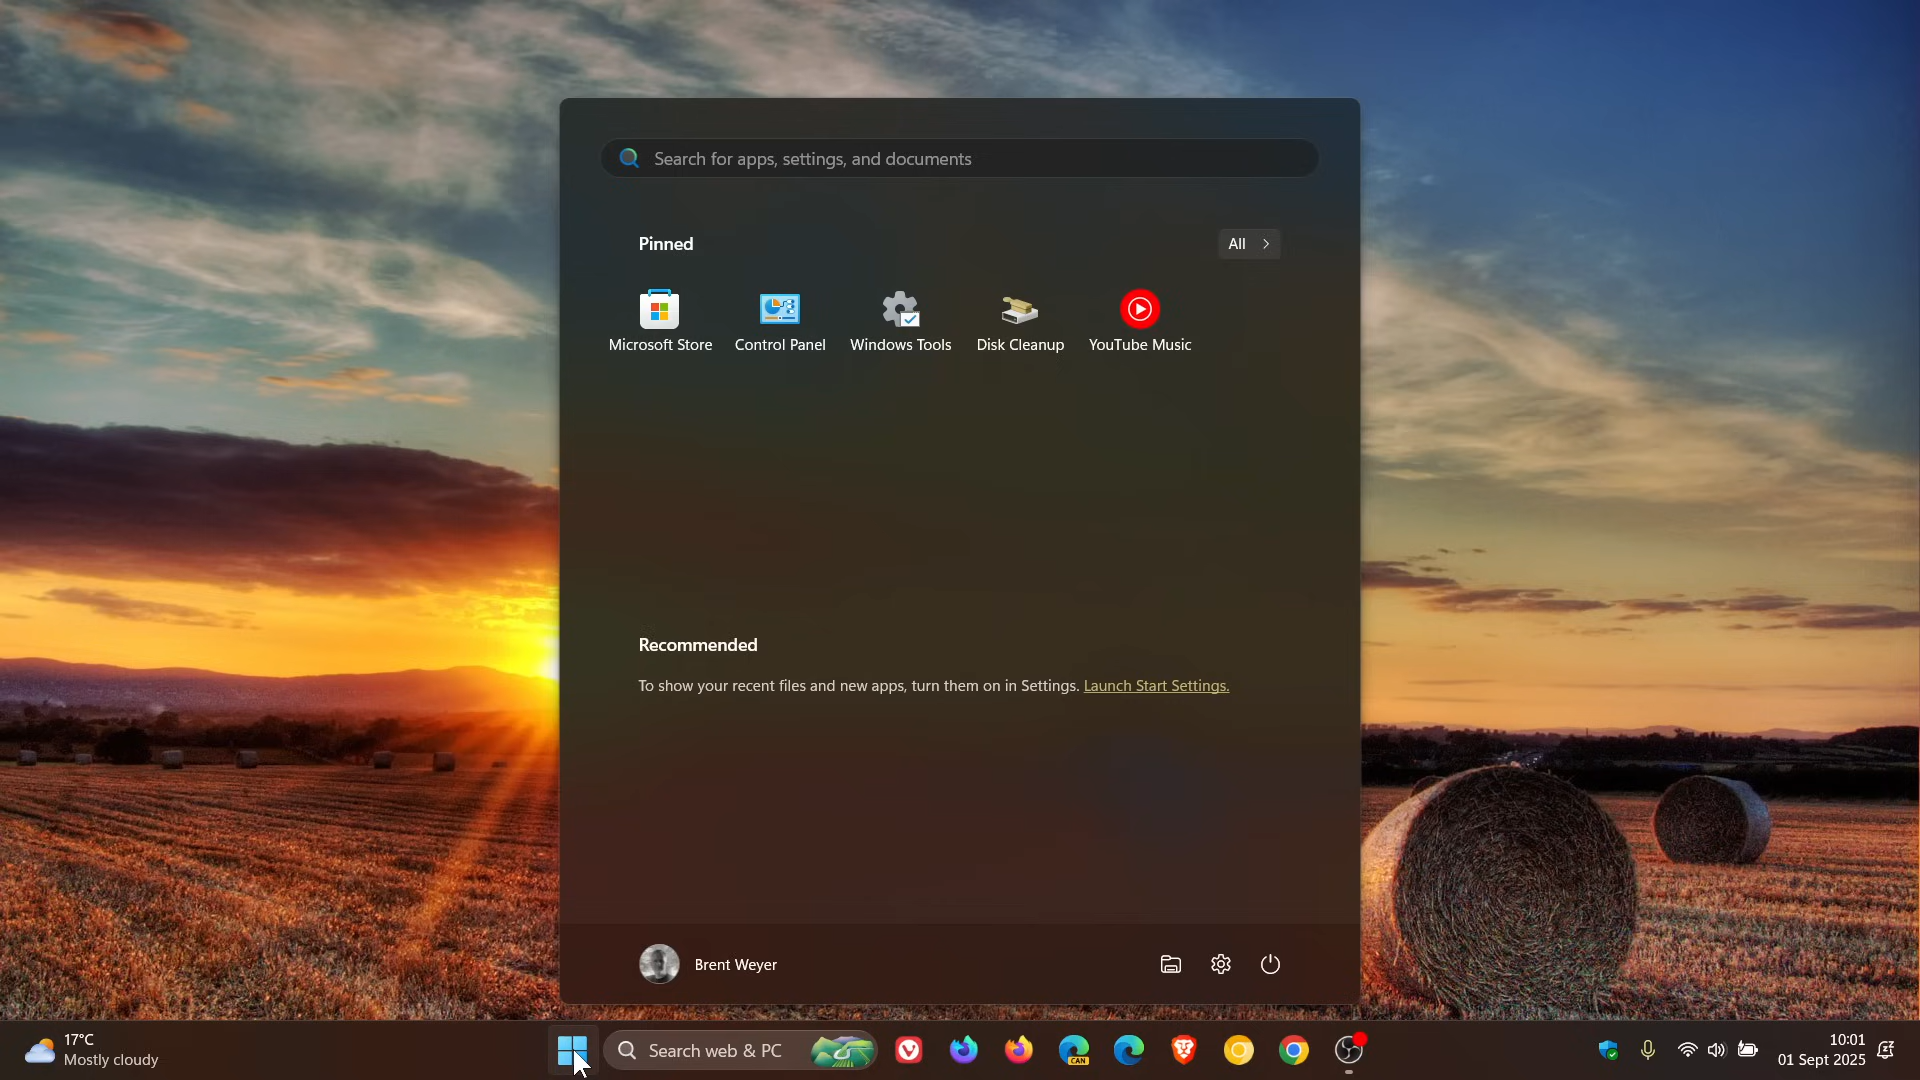 Search for apps, settings, and documents
Pinned
All
Microsoft Store
Control Panel
Windows Tools
Disk Cleanup
YouTube Music
Recommended
To show your recent files and new apps, turn them on in Settings. Launch Start Settings.
Brent Weyer
17°C
Mostly cloudy
Search web & PC
CAN
10:01
01 Sept 2025